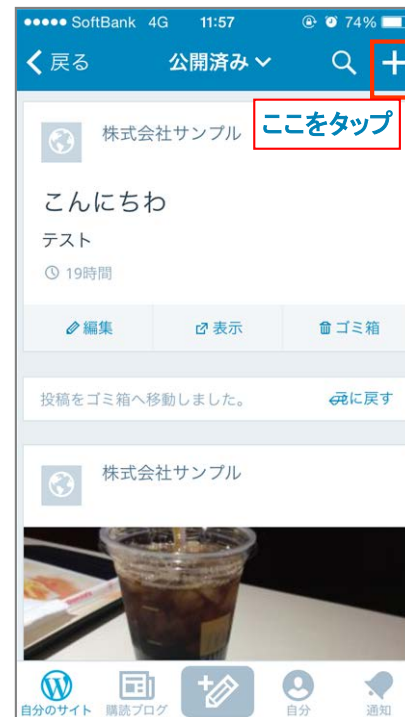 SoftBank 4G 11:57 74%
戻る 公開済み
ここをタップ
株式会社サンプル
こんにちわ
テスト
19時間
編集 表示 ゴミ箱
投稿をゴミ箱へ移動しました。 元に戻す
株式会社サンプル
自分のサイト 購読ブログ 自分 通知